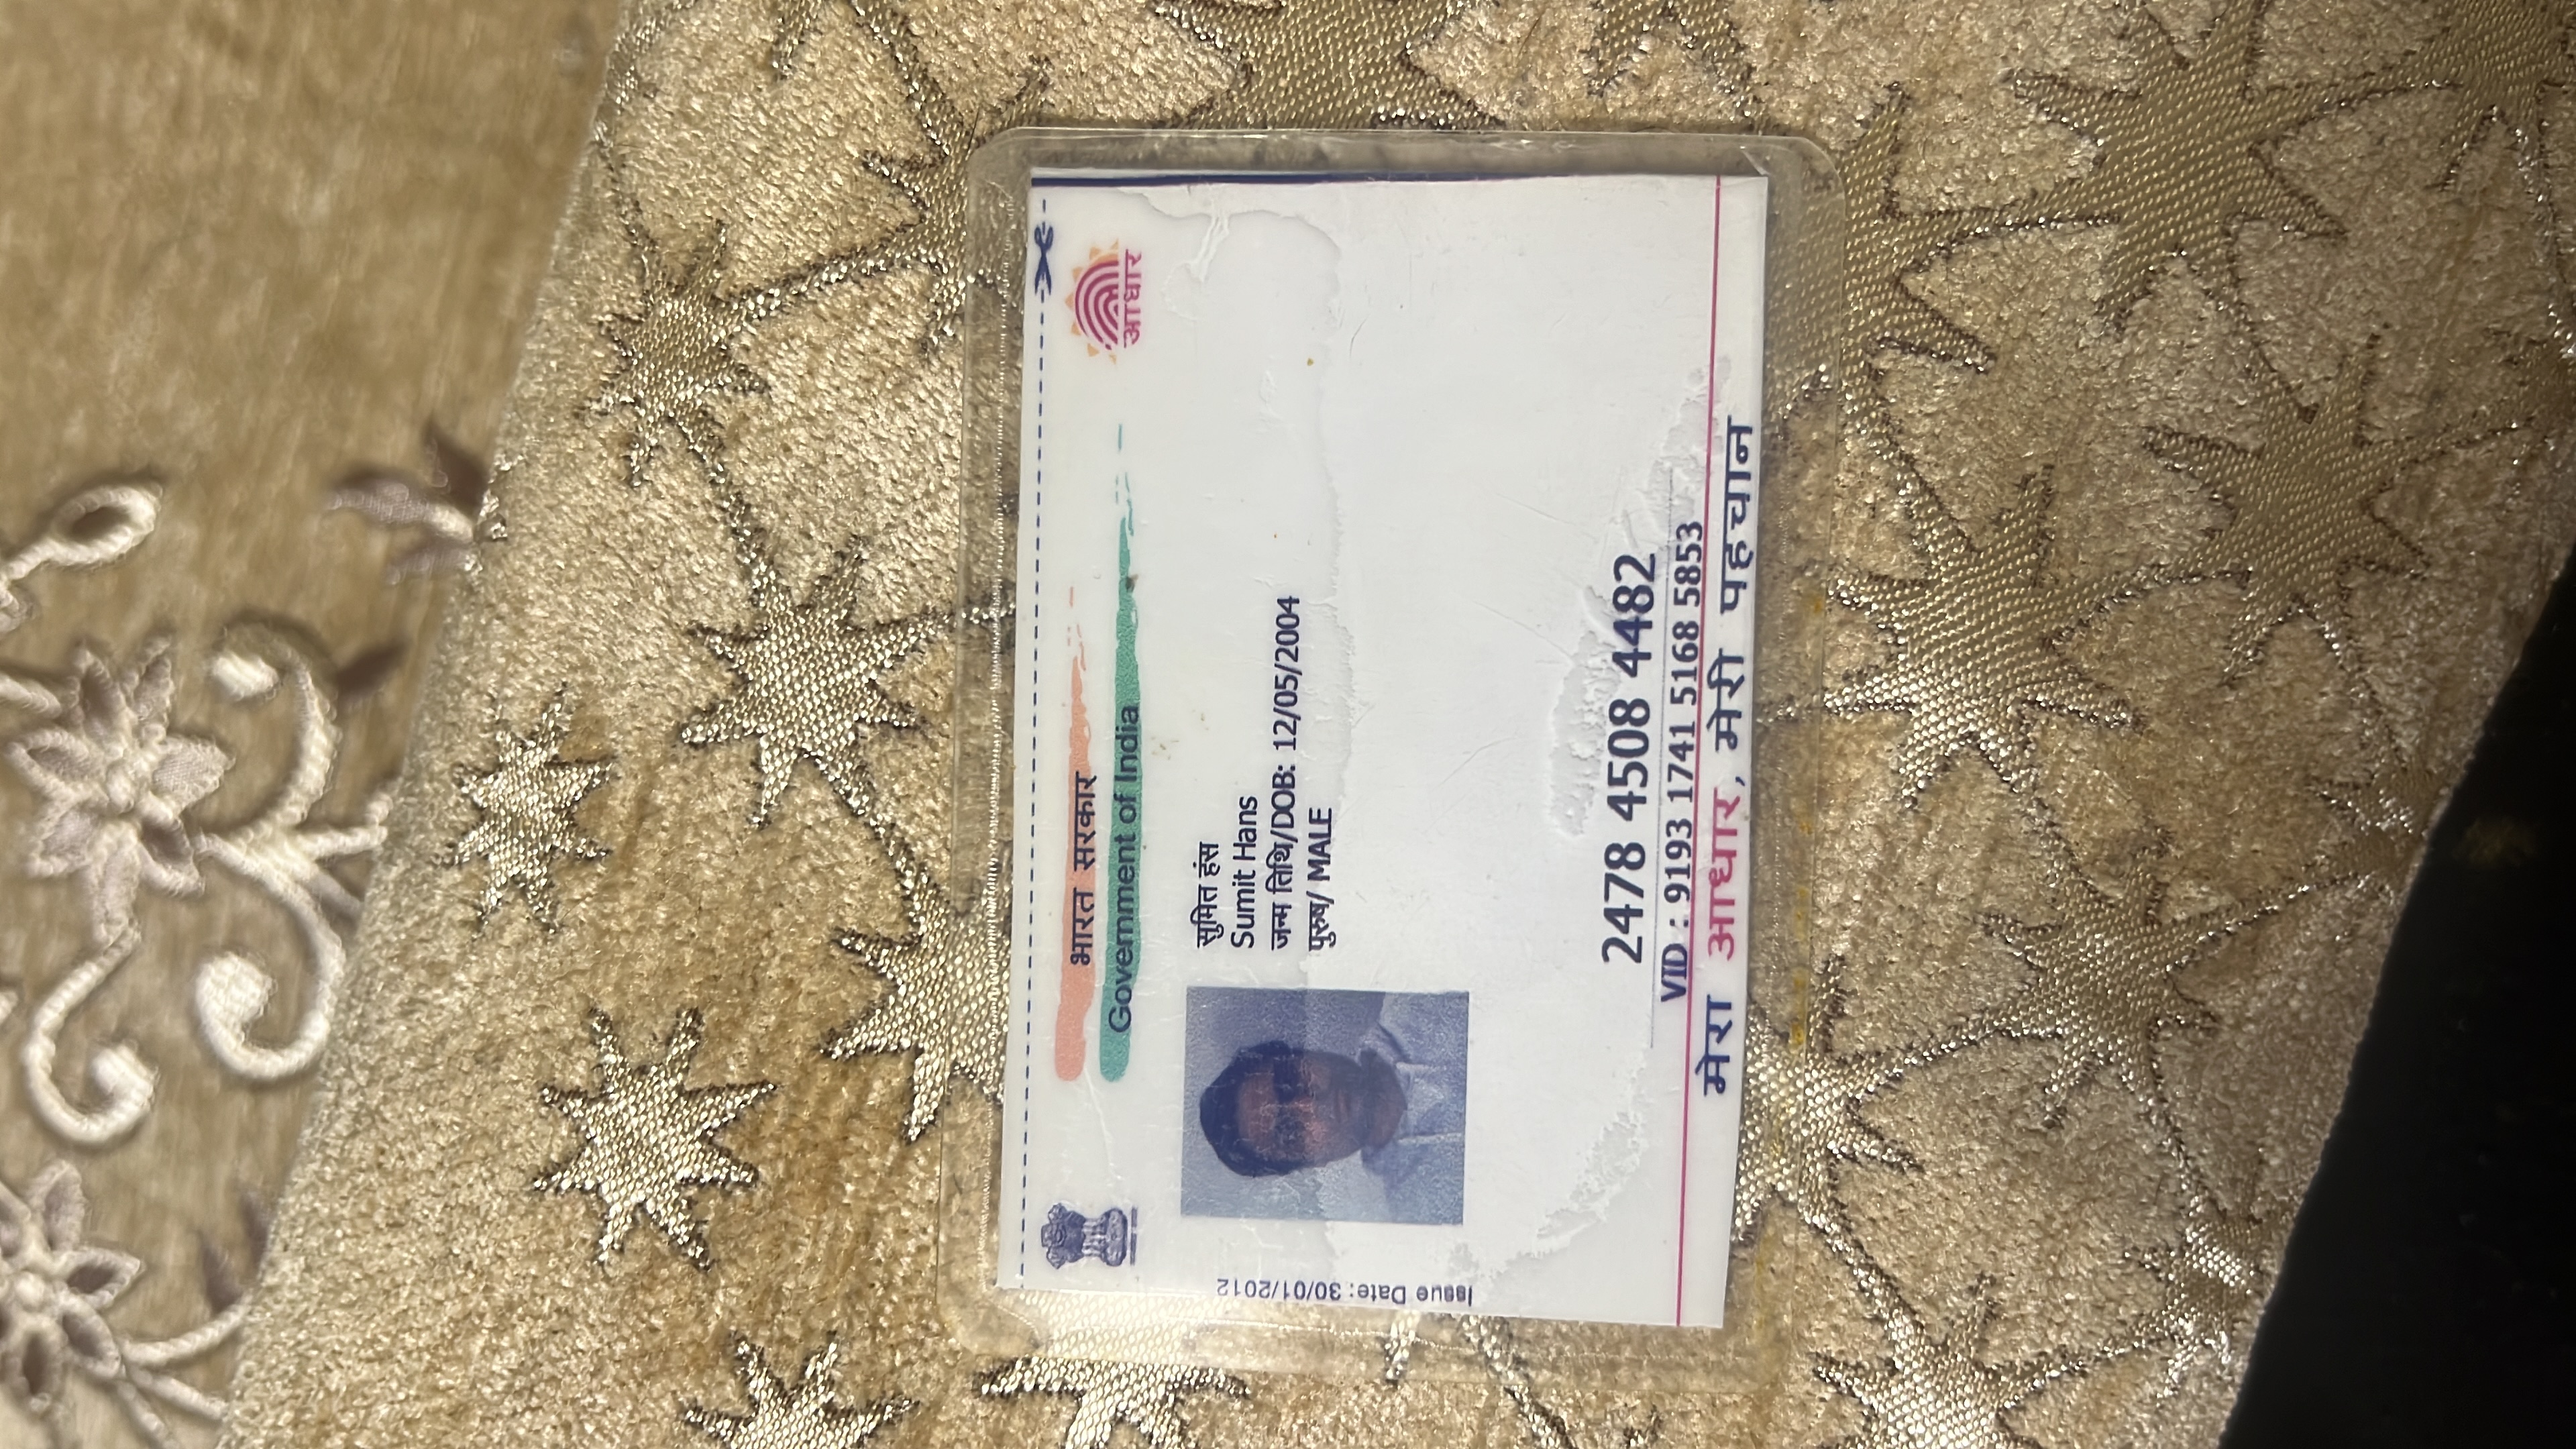 भारत सरकार
Government of India
आधार
सुमित हंस
Sumit Hans
जन्म तिथि/DOB: 12/05/2004
पुरुष/ MALE
Issue Date: 30/01/2012
2478 4508 4482
VID : 9193 1741 5168 5853
मेरा आधार, मेरी पहचान